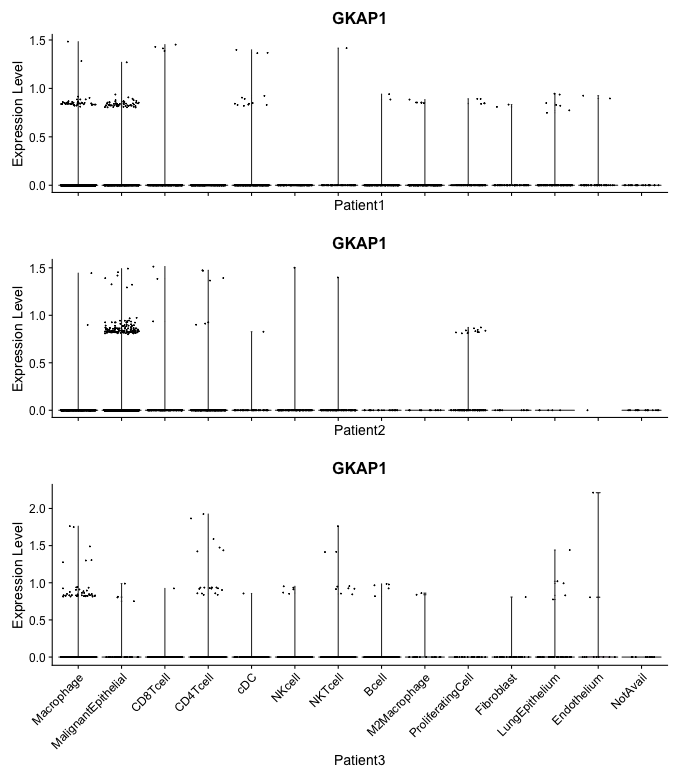 GKAP1
1.5
1.0
0.5
0.0
Expression Level
Patient1
GKAP1
1.5
1.0
0.5
0.0
Expression Level
Patient2
GKAP1
2.0
1.5
1.0
0.5
0.0
Expression Level
Macrophage
MalignantEpithelial
CD8Tcell
CD4Tcell
cDC
NKcell
NKTcell
Bcell
M2Macrophage
ProliferatingCell
Fibroblast
LungEpithelium
Endothelium
NotAvail
Patient3